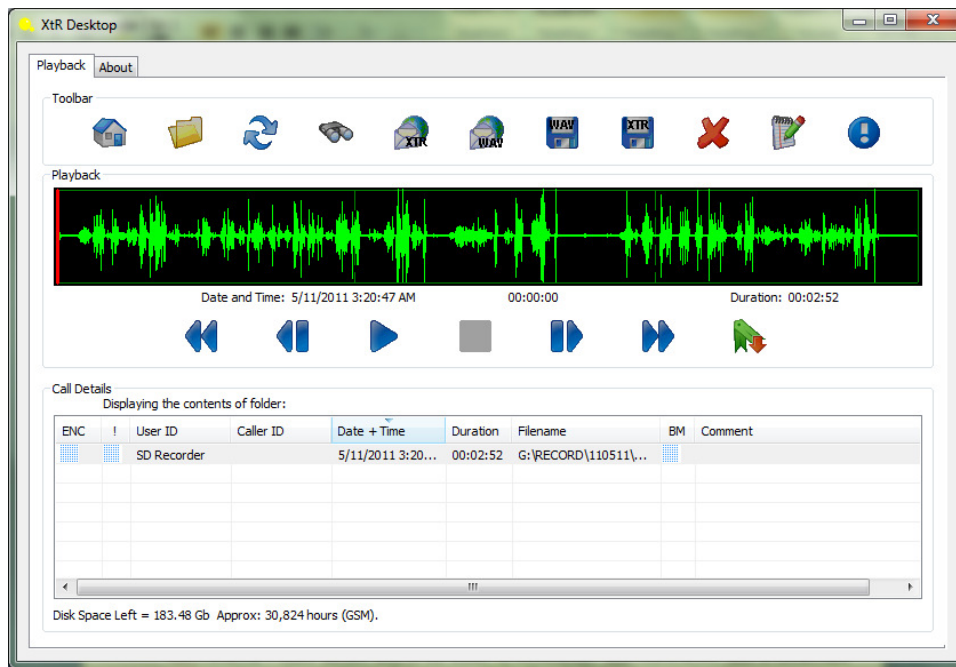 XtR Desktop
Playback About
Toolbar
XTR WAV WAV XTR
Playback
Date and Time: 5/11/2011 3:20:47 AM 00:00:00 Duration: 00:02:52
Call Details
Displaying the contents of folder:
ENC ! User ID Caller ID Date + Time Duration Filename BM Comment
SD Recorder 5/11/2011 3:20... 00:02:52 G:\RECORD\110511\...
Disk Space Left = 183.48 Gb Approx: 30,824 hours (GSM).